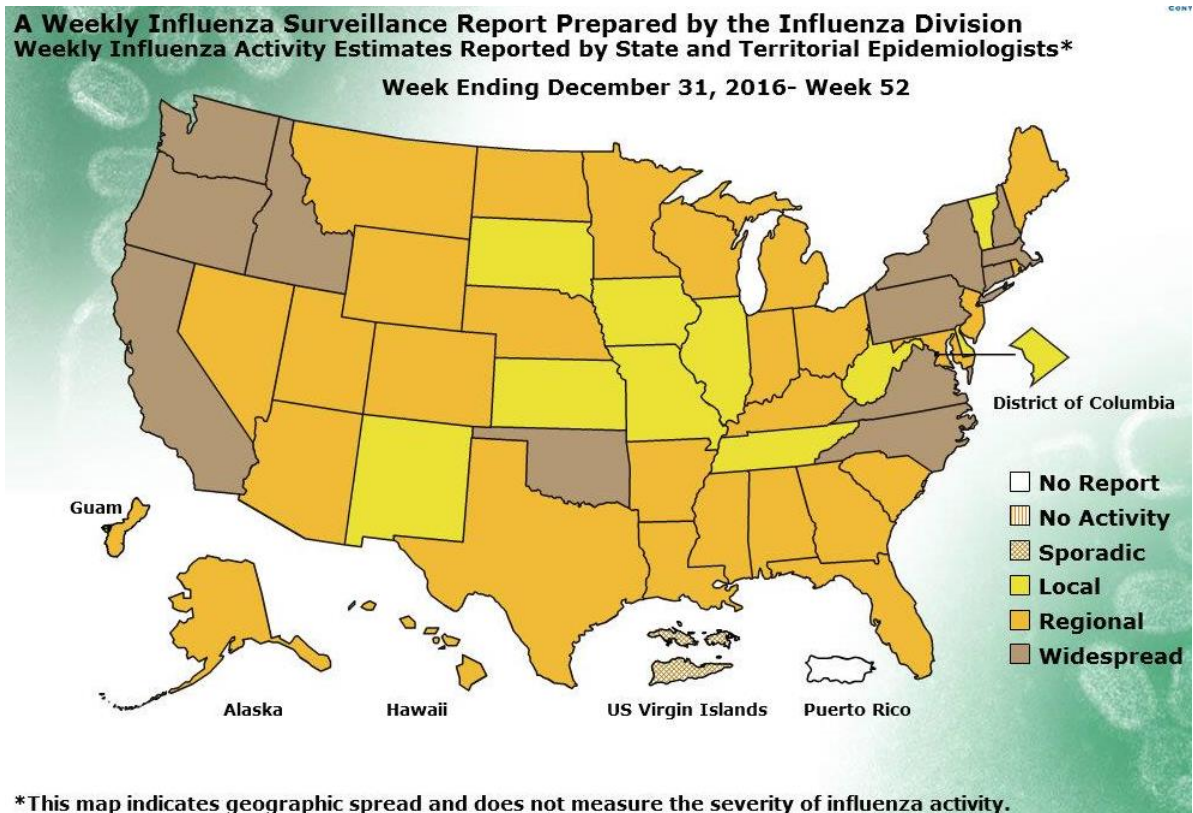 CONT
A Weekly Influenza Surveillance Report Prepared by the Influenza Division
Weekly Influenza Activity Estimates Reported by State and Territorial Epidemiologists*
Week Ending December 31, 2016- Week 52
District of Columbia
No Report
No Activity
Sporadic
Local
Regional
Widespread
Guam
Alaska
Hawaii
US Virgin Islands
Puerto Rico
*This map indicates geographic spread and does not measure the severity of influenza activity.